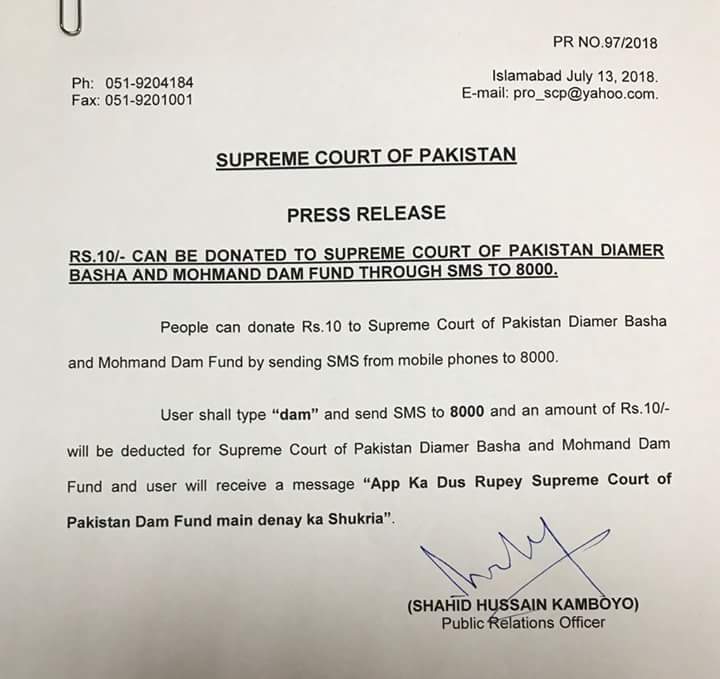 PR NO.97/2018
Ph: 051-9204184
Fax: 051-9201001
Islamabad July 13, 2018.
E-mail: pro_scp@yahoo.com.
SUPREME COURT OF PAKISTAN
PRESS RELEASE
RS.10/- CAN BE DONATED TO SUPREME COURT OF PAKISTAN DIAMER
BASHA AND MOHMAND DAM FUND THROUGH SMS TO 8000.
People can donate Rs.10 to Supreme Court of Pakistan Diamer Basha
and Mohmand Dam Fund by sending SMS from mobile phones to 8000.
User shall type “dam” and send SMS to 8000 and an amount of Rs.10/-
will be deducted for Supreme Court of Pakistan Diamer Basha and Mohmand Dam
Fund and user will receive a message “App Ka Dus Rupey Supreme Court of
Pakistan Dam Fund main denay ka Shukria”.
(SHAHID HUSSAIN KAMBOYO)
Public Relations Officer